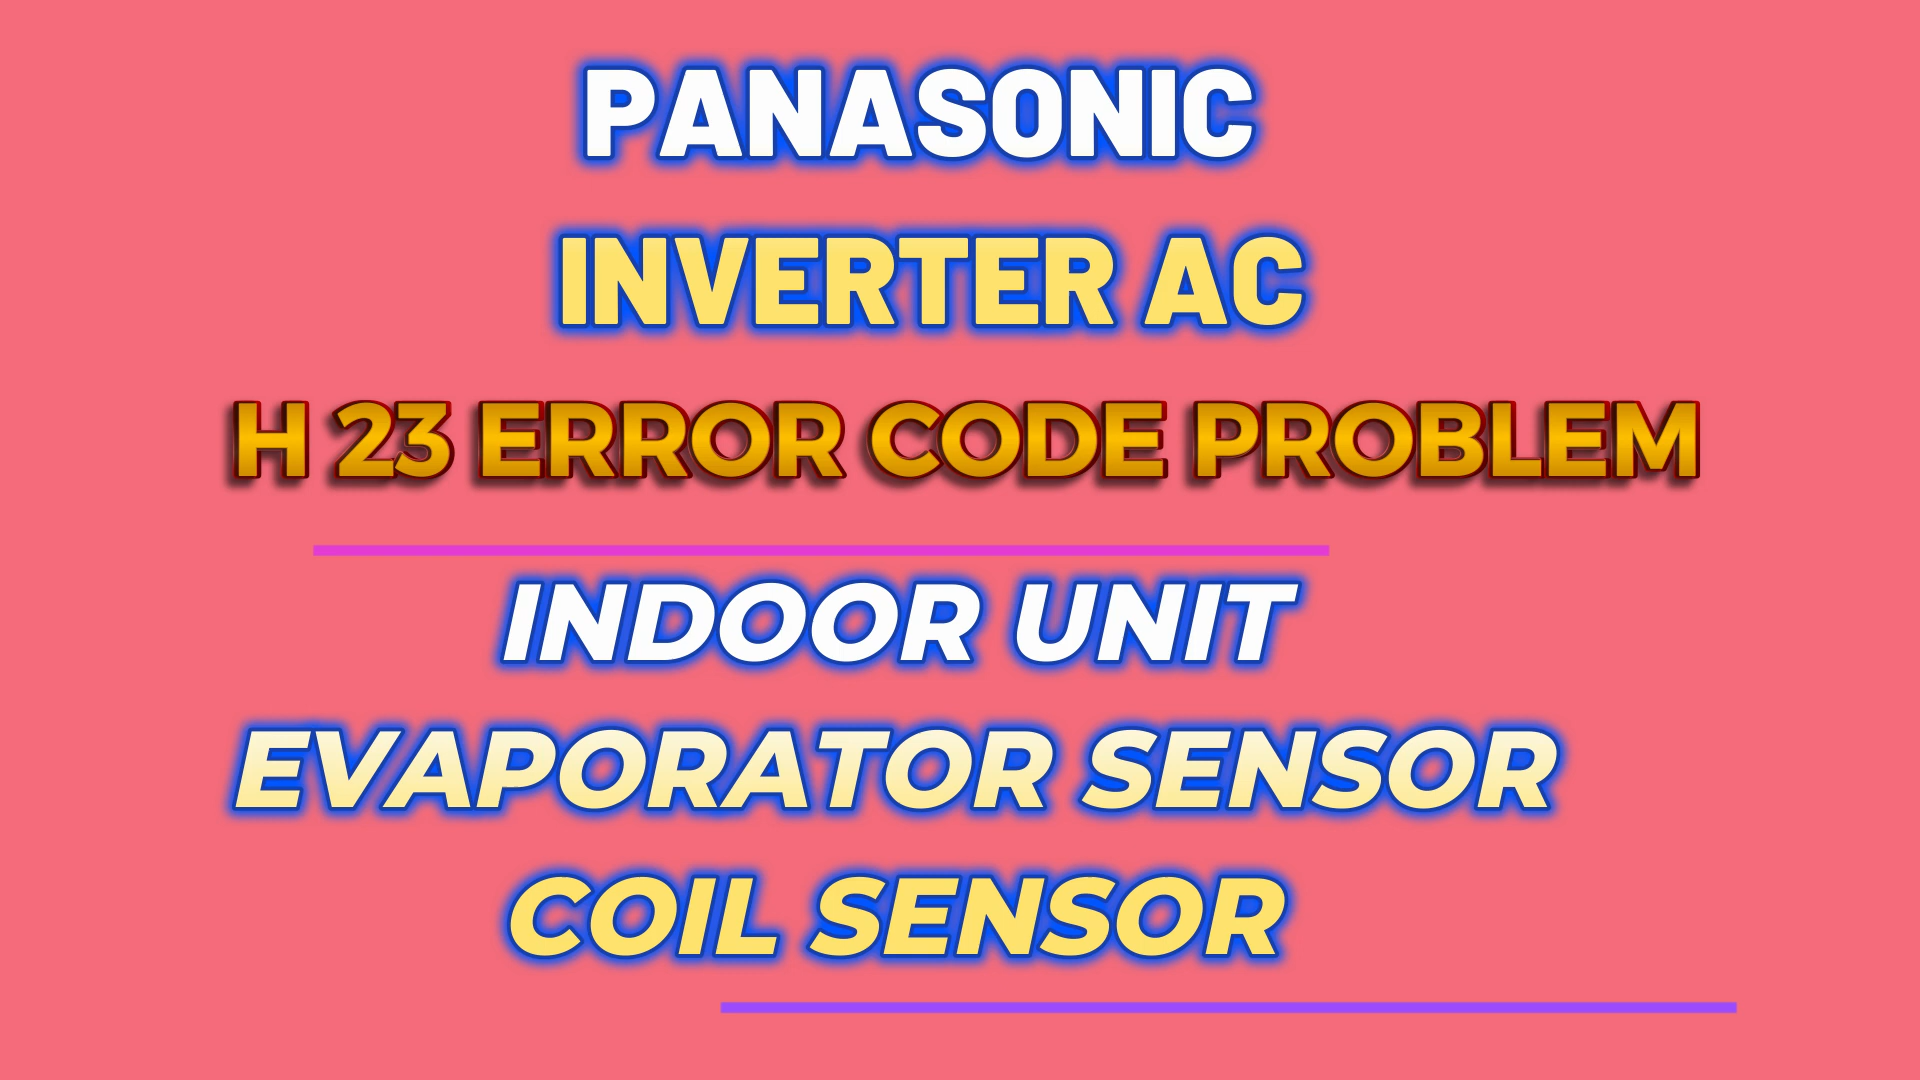 PANASONIC
INVERTER AC
H 23 ERROR CODE PROBLEM
INDOOR UNIT
EVAPORATOR SENSOR
COIL SENSOR